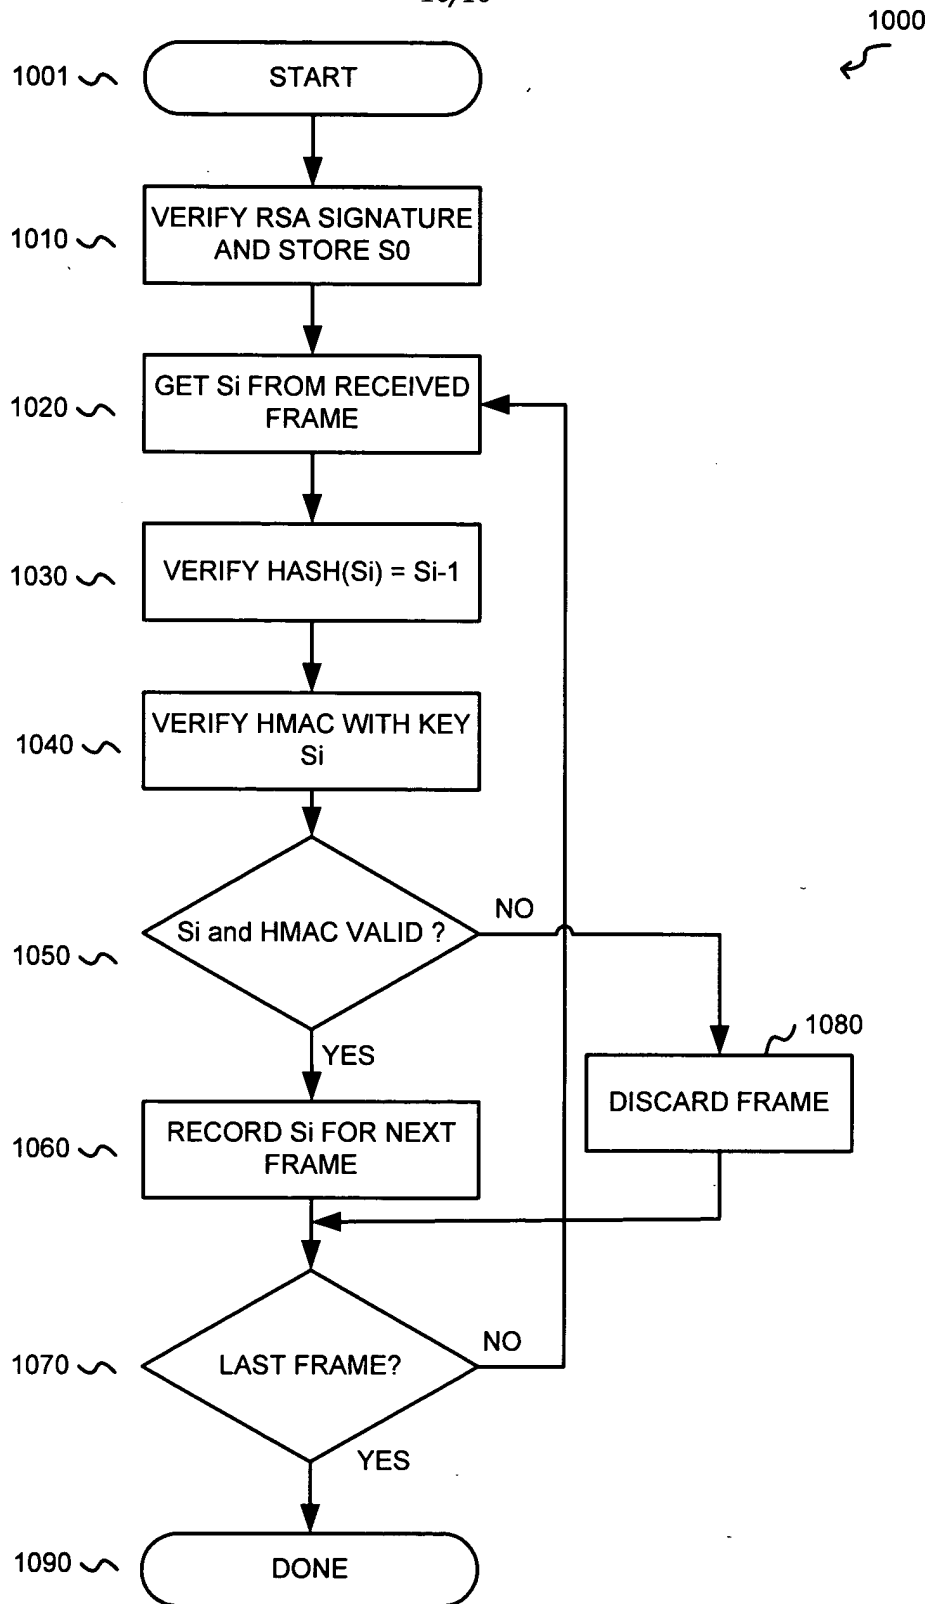 1000
1001
START
1010
VERIFY RSA SIGNATURE
AND STORE S0
1020
GET Si FROM RECEIVED
FRAME
1030
VERIFY HASH(Si) = Si-1
1040
VERIFY HMAC WITH KEY
Si
1050
Si and HMAC VALID ?
NO
YES
1080
DISCARD FRAME
1060
RECORD Si FOR NEXT
FRAME
1070
LAST FRAME?
NO
YES
1090
DONE